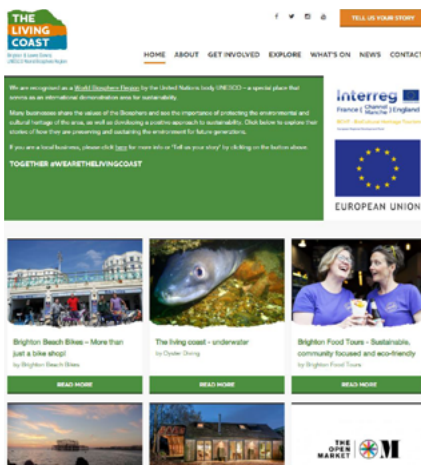 THE
LIVING
COAST
Brighton & Lewes Downs
UNESCO World Biosphere Region
TELL US YOUR STORY
HOME ABOUT GET INVOLVED EXPLORE WHAT'S ON NEWS CONTACT
We are recognised as a World Biosphere Region by the United Nations body UNESCO – a special place that
serves as an international demonstration area for sustainability.
Many businesses share the values of the Biosphere and see the importance of protecting the environmental and
cultural heritage of the area, as well as developing a positive approach to sustainability. Click below to explore their
stories of how they are preserving and sustaining the environment for future generations.
If you are a local business, please click here for more info or "Tell us your story" by clicking on the button above.
TOGETHER #WEARETHELIVINGCOAST
Interreg
France ( Channel Manche ) England
European Regional Development Fund
EUROPEAN UNION
Brighton Beach Bikes – More than
just a bike shop!
by Brighton Beach Bikes
READ MORE
The living coast - underwater
by Oyster Diving
READ MORE
Brighton Food Tours - Sustainable,
community focused and eco-friendly
by Brighton Food Tours
READ MORE
THE
OPEN
MARKET
OM